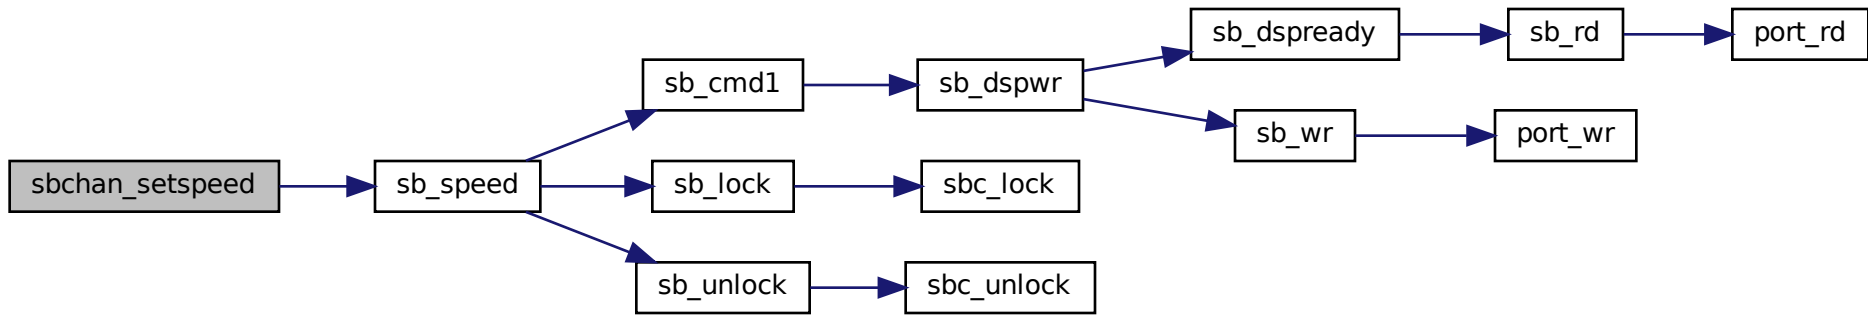 sbchan_setspeed
sb_speed
sb_cmd1
sb_dspwr
sb_dspready
sb_rd
port_rd
sb_wr
port_wr
sb_lock
sbc_lock
sb_unlock
sbc_unlock